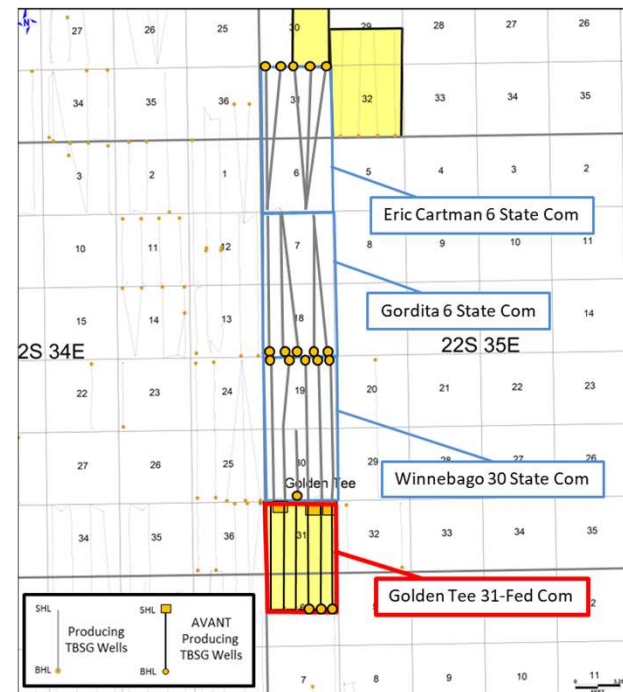 N
27 26 25 30 29 28 27 26
34 35 36 31 32 33 34 35
3 2 1 6 5 4 3 2
Eric Cartman 6 State Com
10 11 12 7 8 9 10 11
Gordita 6 State Com
15 14 13 18 14
2S 34E 22S 35E
22 23 24 19 20 21 22 23
27 26 25 30 29 28 27 26
Golden Tee
Winnebago 30 State Com
34 35 36 31 32 33 34 35
Golden Tee 31-Fed Com
2
SHL SHL
Producing
TBSG Wells
AVANT
Producing
TBSG Wells
BHL BHL
7 8 9 10 11